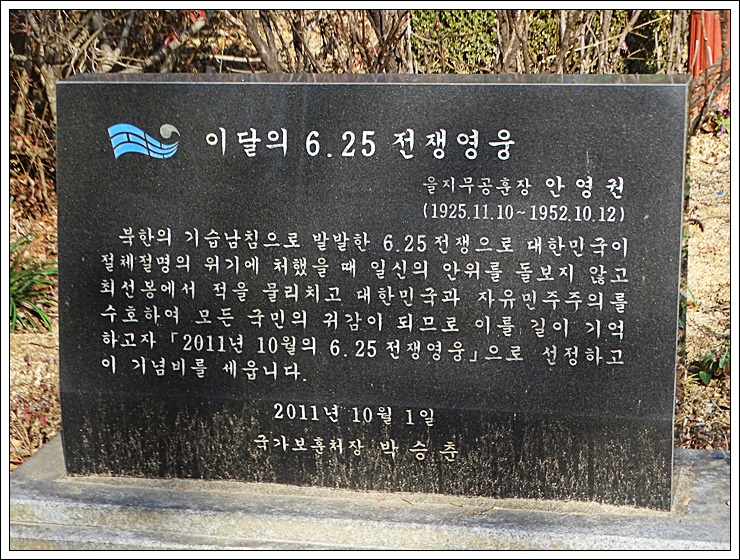 이달의 6.25 전쟁영웅
을지무공훈장 안영권
(1925.11.10~1952.10.12)
북한의 기습남침으로 발발한 6.25전쟁으로 대한민국이
절체절명의 위기에 처했을 때 일신의 안위를 돌보지 않고
최선봉에서 적을 물리치고 대한민국과 자유민주주의를
수호하여 모든 국민의 귀감이 되므로 이를 길이 기억
하고자 「2011년 10월의 6.25전쟁영웅」으로 선정하고
이 기념비를 세웁니다.
2011년 10월 1일
국가보훈처장 박승춘